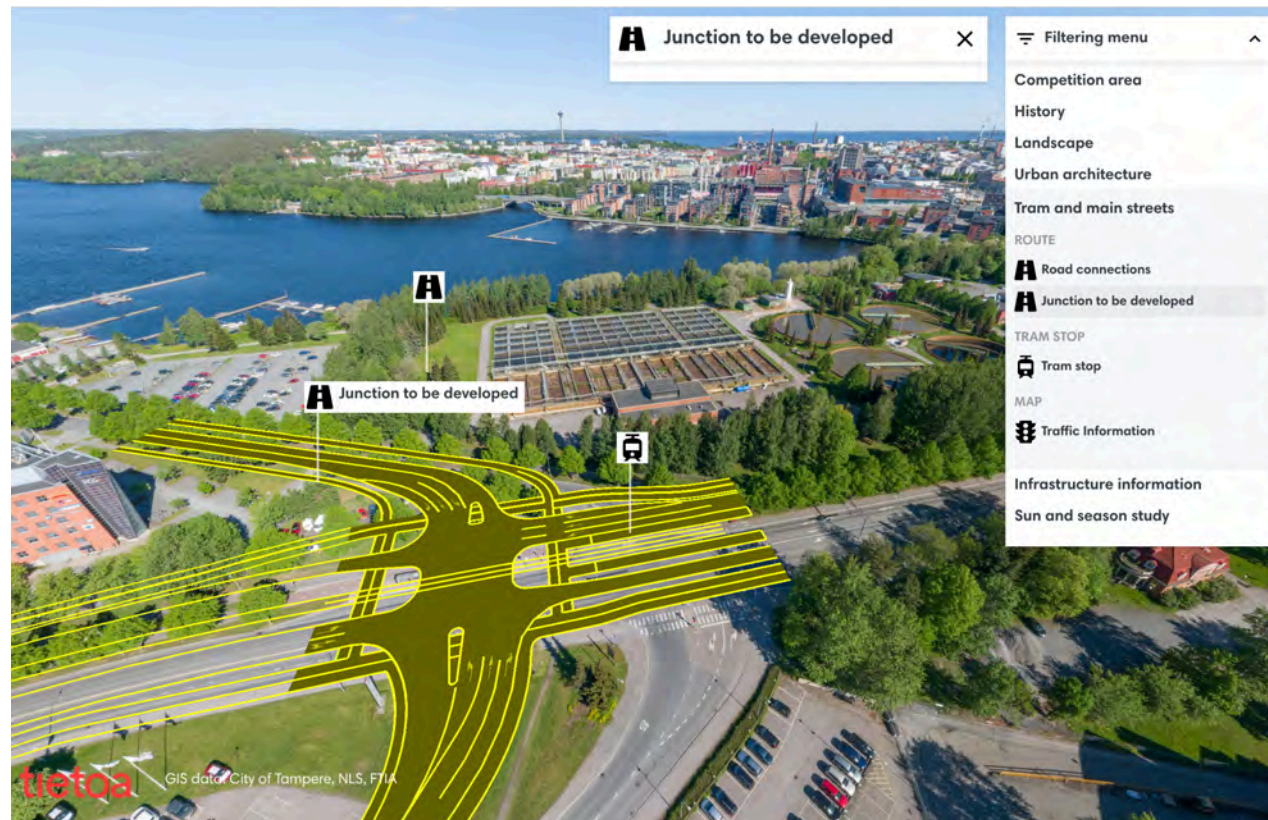 Junction to be developed
Filtering menu
Competition area
History
Landscape
Urban architecture
Tram and main streets
ROUTE
Road connections
Junction to be developed
TRAM STOP
Tram stop
MAP
Traffic Information
Infrastructure information
Sun and season study
Junction to be developed
tietoa
GIS data: City of Tampere, NLS, FTIA